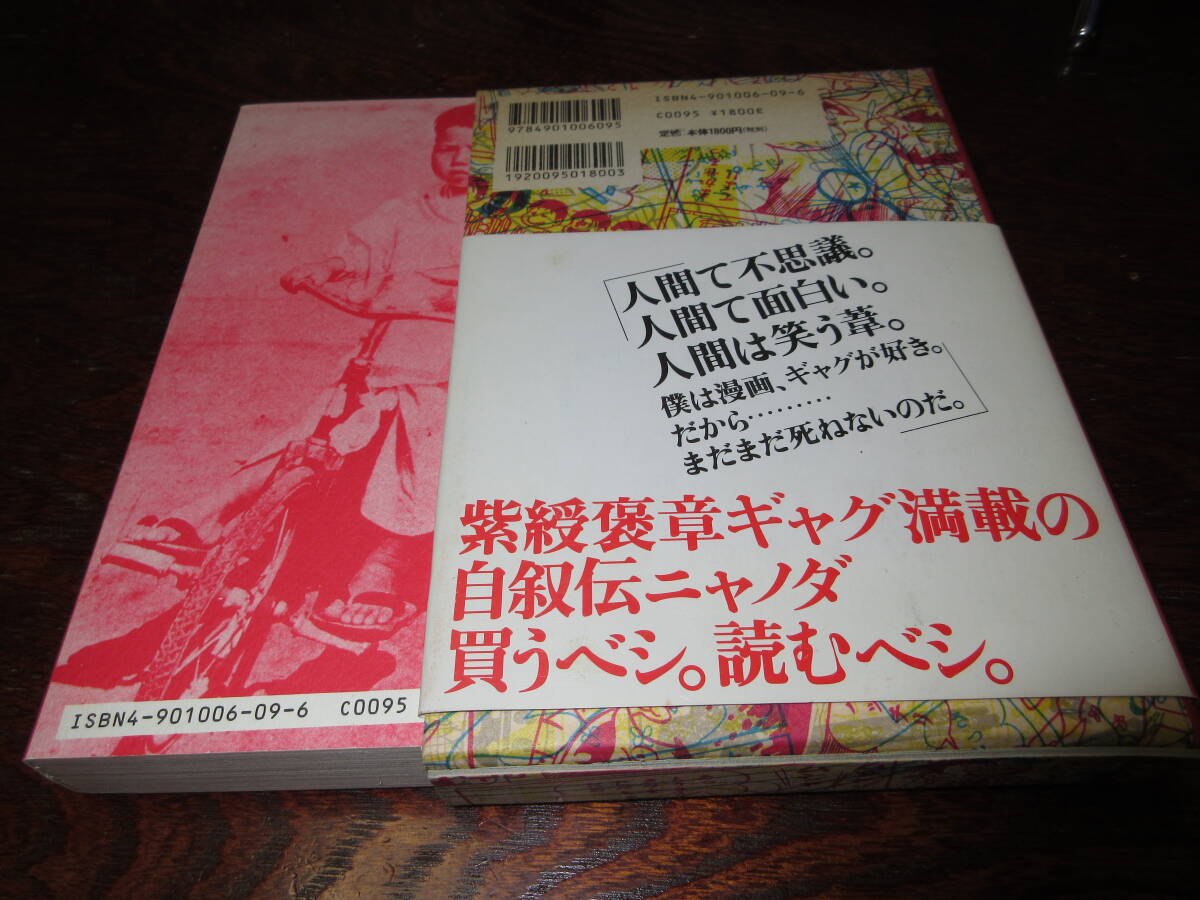 ISBN4-901006-09-6
9784901006095
C0095 ¥1800E
定価:本体1800円(税別)
1920095018003
「人間て不思議。
人間て面白い。
人間は笑う葦。
僕は漫画、ギャグが好き。
だから………
まだまだ死ねないのだ。」
紫綬褒章ギャグ満載の
自叙伝ニャノダ
買うベシ。読むベシ。
ISBN4-901006-09-6 C0095